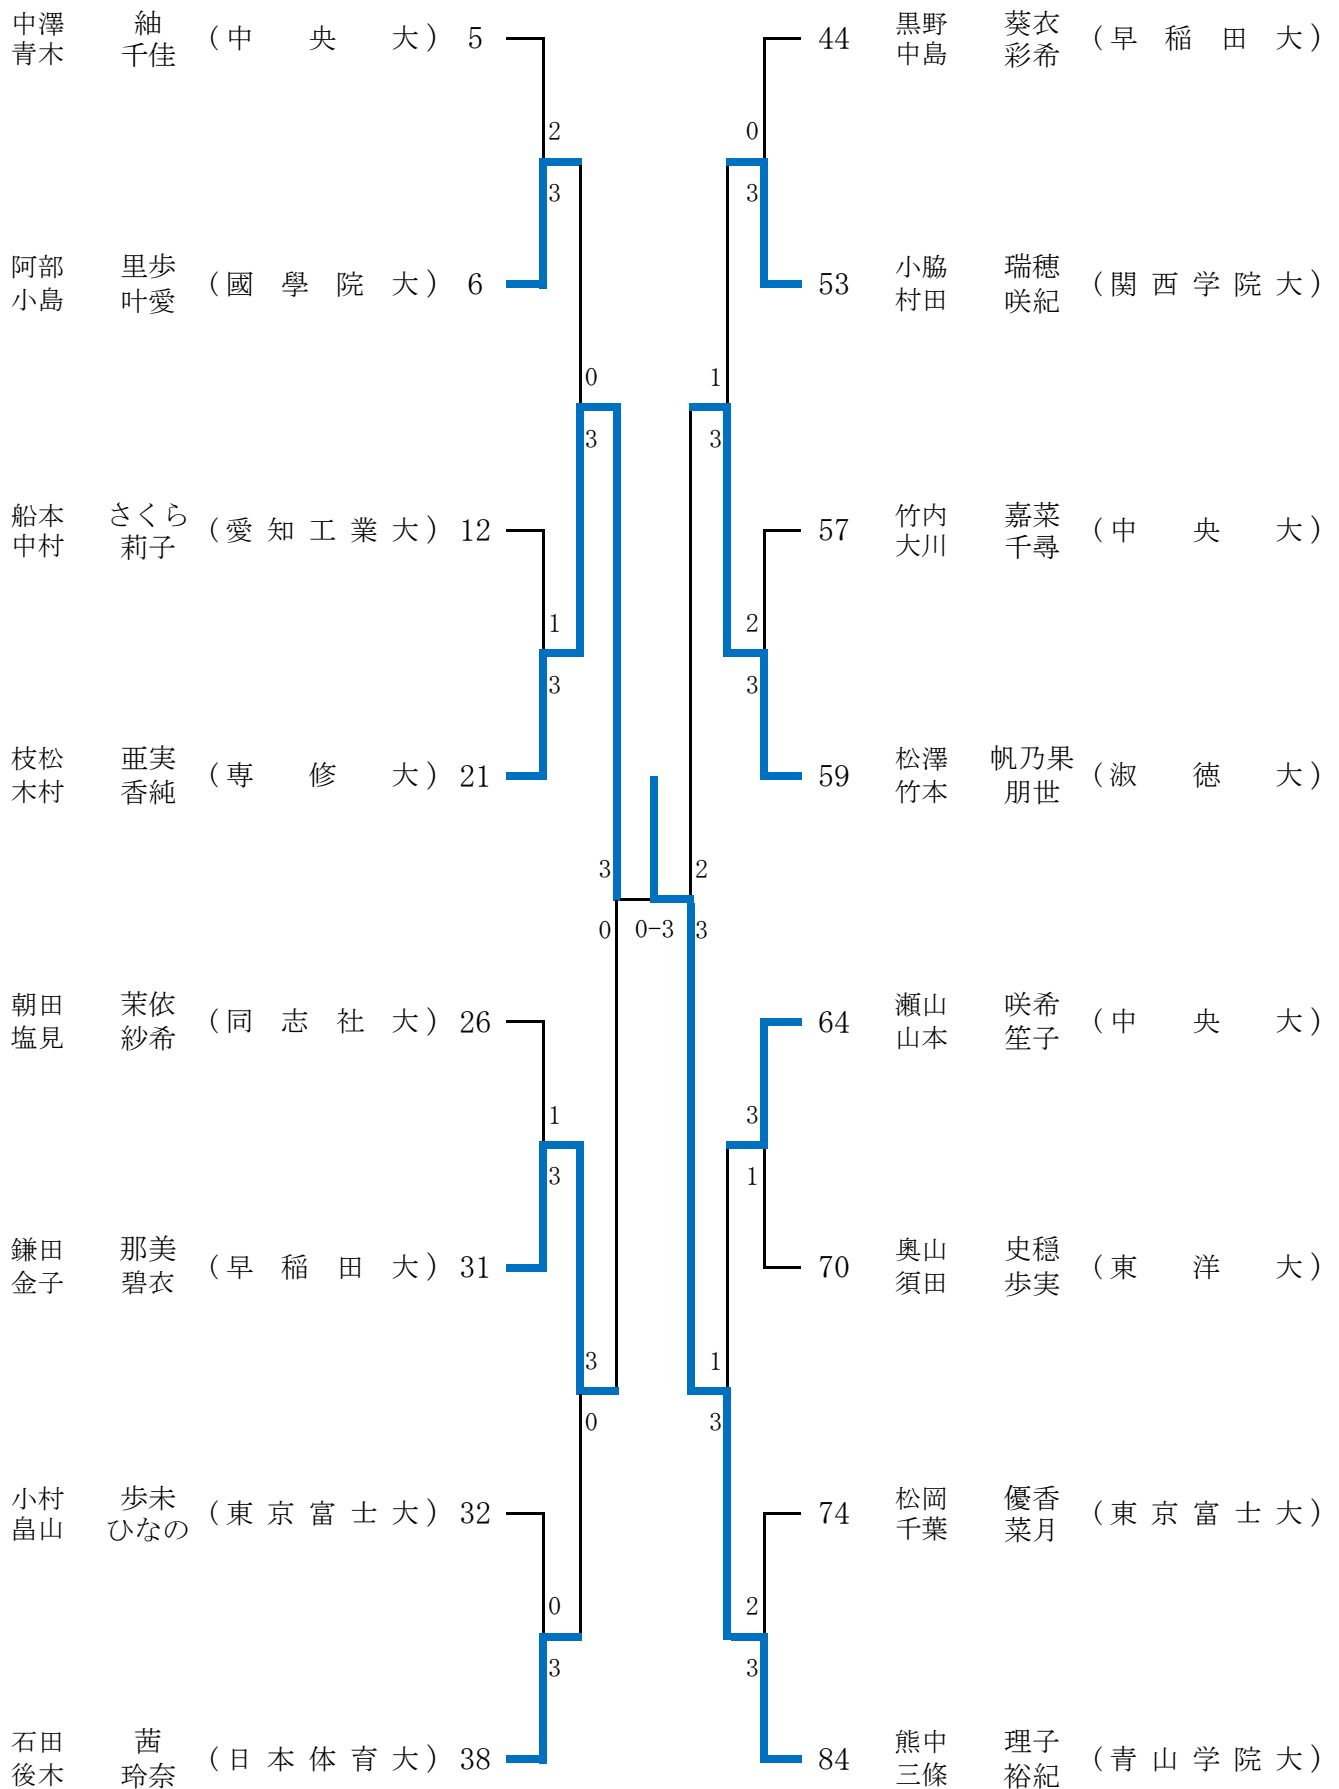 中澤 紬 (中央大) 5
青木 千佳
44 黒野 葵衣 (早稲田大)
中島 彩希
2
0
3
3
阿部 里歩 (國學院大) 6
小島 叶愛
53 小脇 瑞穂 (関西学院大)
村田 咲紀
0
1
3
3
船本 さくら (愛知工業大) 12
中村 莉子
57 竹内 嘉菜 (中央大)
大川 千尋
1
2
3
3
枝松 亜実 (専修大) 21
木村 香純
59 松澤 帆乃果 (淑徳大)
竹本 朋世
3
2
0
0-3
3
朝田 茉依 (同志社大) 26
塩見 紗希
64 瀬山 咲希 (中央大)
山本 笙子
1
3
3
1
鎌田 那美 (早稲田大) 31
金子 碧衣
70 奥山 史穏 (東洋大)
須田 歩実
3
1
0
3
小村 歩未 (東京富士大) 32
畠山 ひなの
74 松岡 優香 (東京富士大)
千葉 菜月
0
2
3
3
石田 茜 (日本体育大) 38
後木 玲奈
84 熊中 理子 (青山学院大)
三條 裕紀